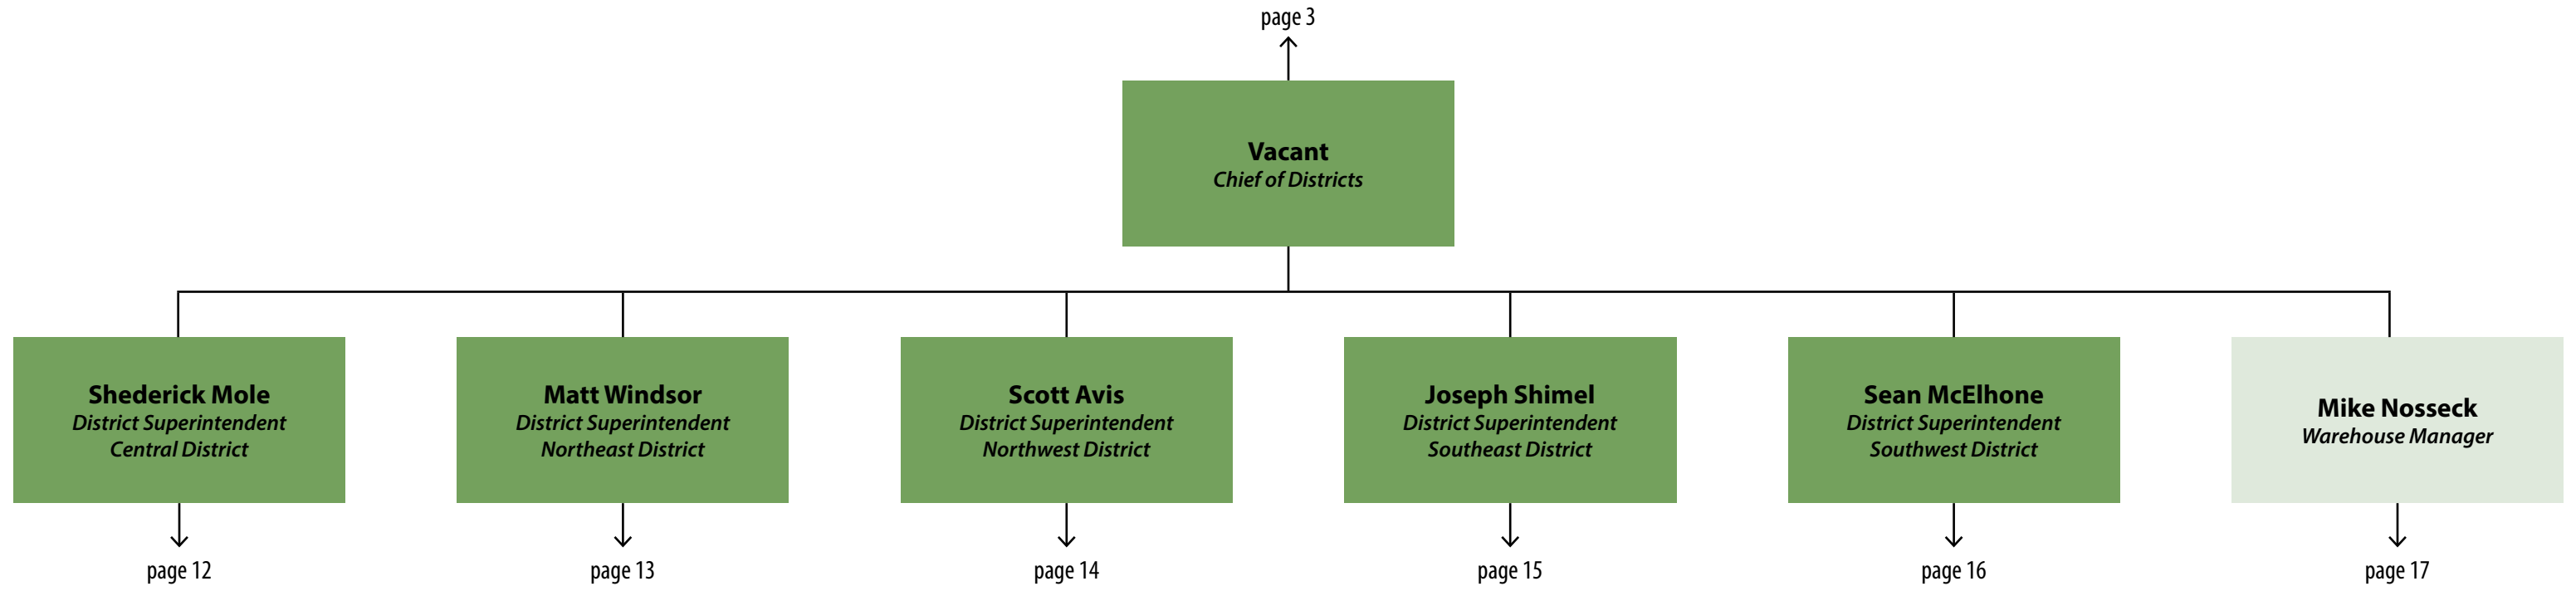 page 3
Vacant
Chief of Districts
Shederick Mole
District Superintendent
Central District
Matt Windsor
District Superintendent
Northeast District
Scott Avis
District Superintendent
Northwest District
Joseph Shimel
District Superintendent
Southeast District
Sean McElhone
District Superintendent
Southwest District
Mike Nosseck
Warehouse Manager
page 12
page 13
page 14
page 15
page 16
page 17